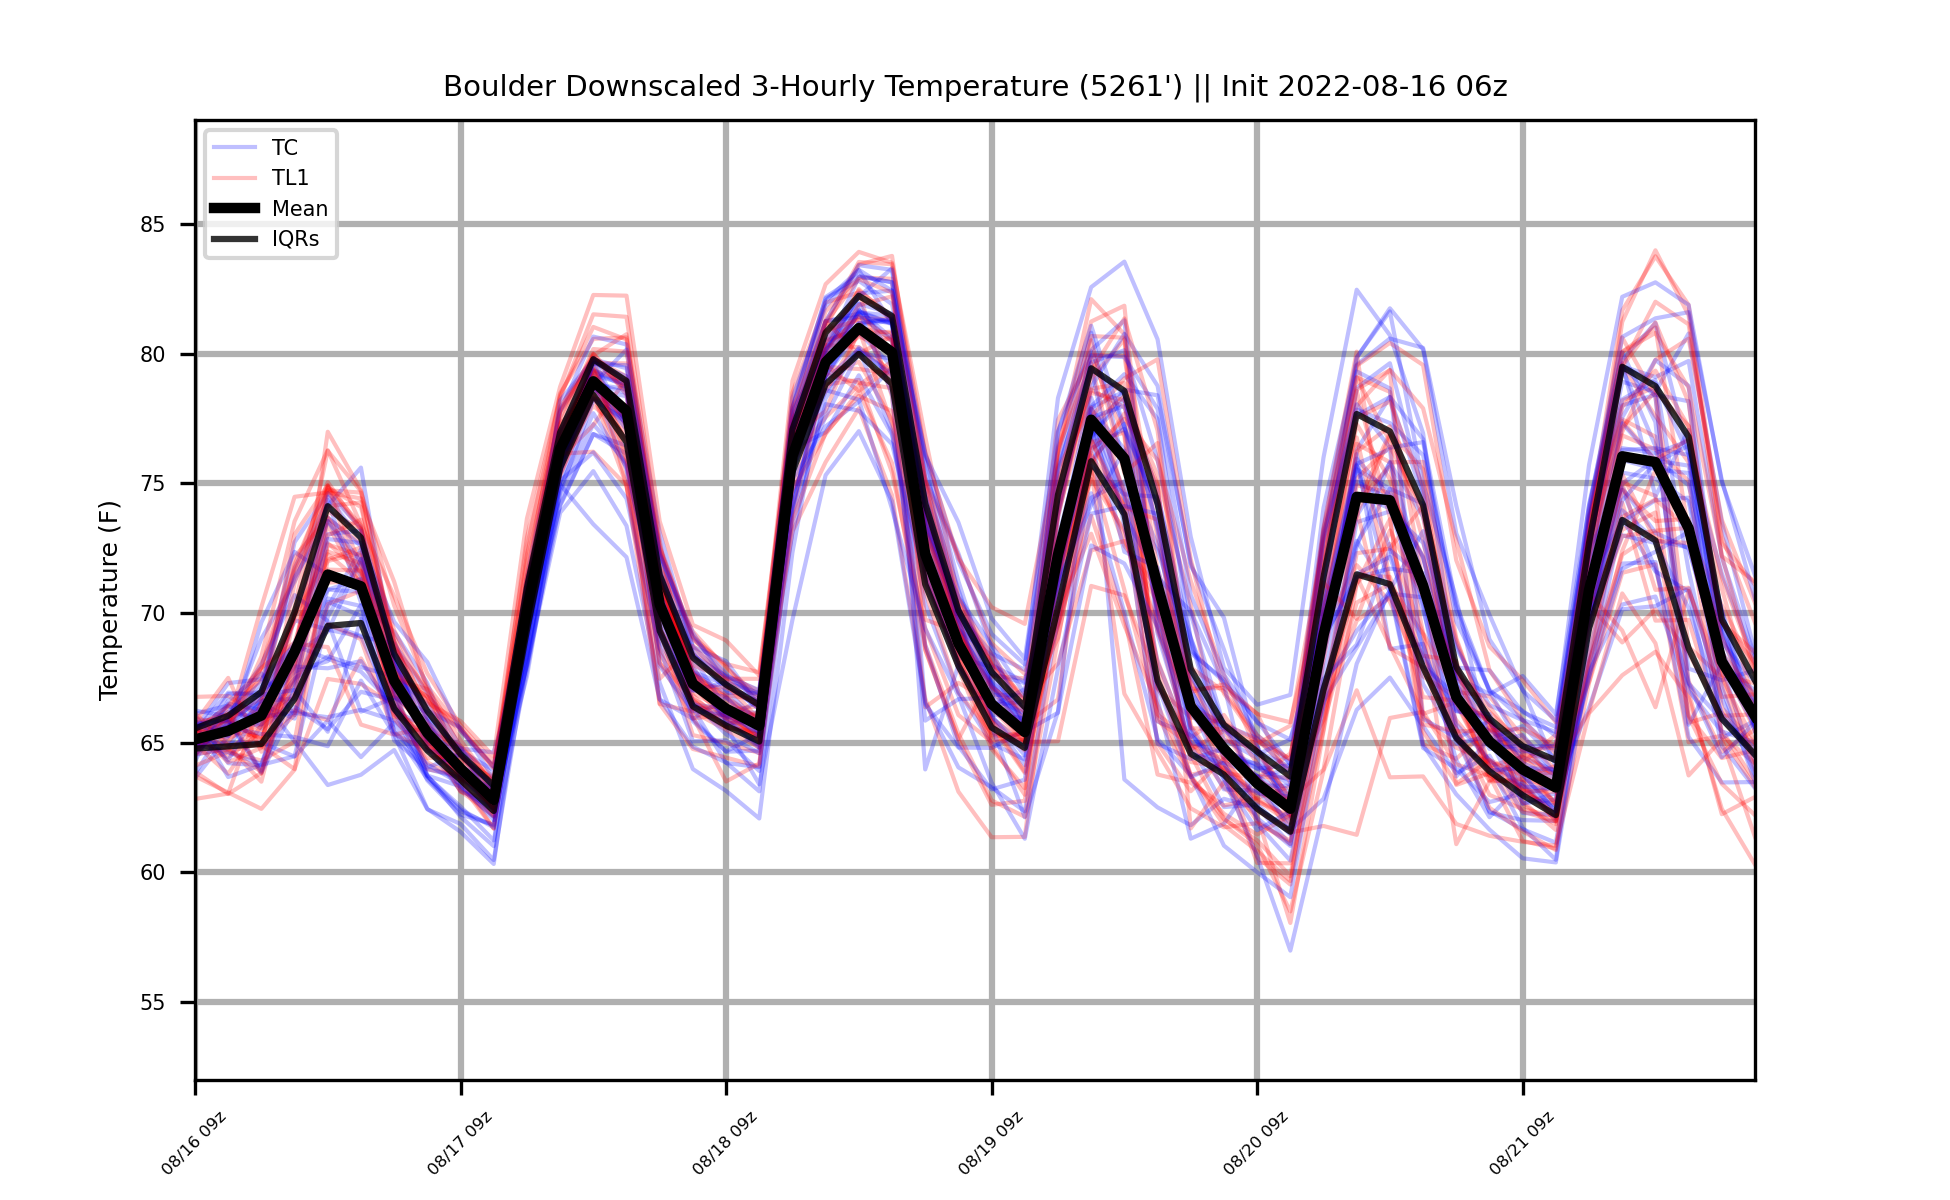 Boulder Downscaled 3-Hourly Temperature (5261') || Init 2022-08-16 06z
TC
TL1
Mean
IQRs
Temperature (F)
85
80
75
70
65
60
55
08/16 09z
08/17 09z
08/18 09z
08/19 09z
08/20 09z
08/21 09z